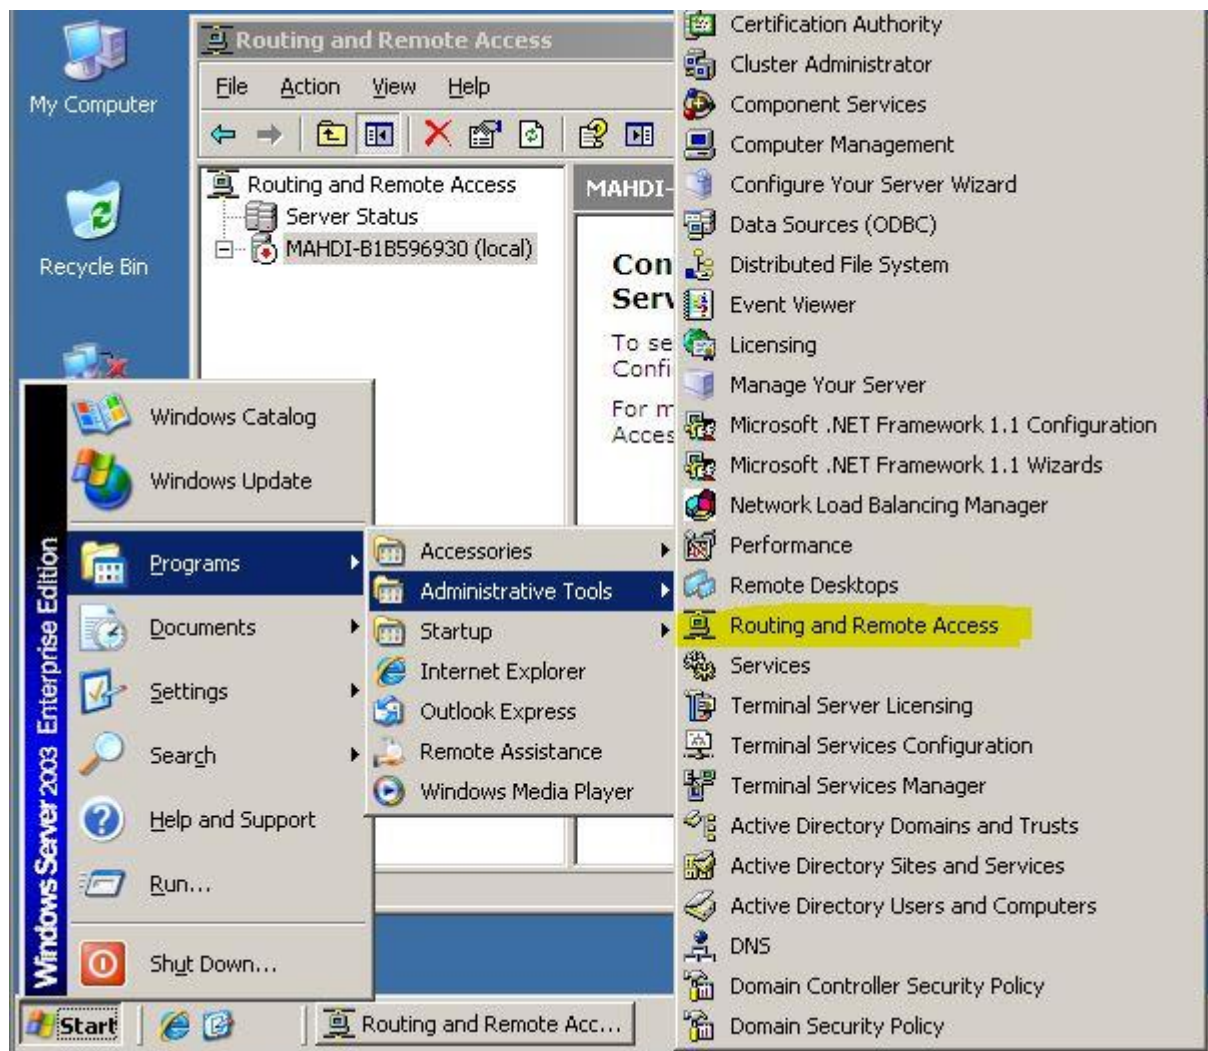 My Computer
Recycle Bin
Routing and Remote Access
File Action View Help
Routing and Remote Access
Server Status
MAHDI-B1B596930 (local)
MAHDI-
Con
Serv
To se
Confi
For m
Acces
Windows Server 2003 Enterprise Edition
Windows Catalog
Windows Update
Programs
Documents
Settings
Search
Help and Support
Run...
Shut Down...
Accessories
Administrative Tools
Startup
Internet Explorer
Outlook Express
Remote Assistance
Windows Media Player
Certification Authority
Cluster Administrator
Component Services
Computer Management
Configure Your Server Wizard
Data Sources (ODBC)
Distributed File System
Event Viewer
Licensing
Manage Your Server
Microsoft .NET Framework 1.1 Configuration
Microsoft .NET Framework 1.1 Wizards
Network Load Balancing Manager
Performance
Remote Desktops
Routing and Remote Access
Services
Terminal Server Licensing
Terminal Services Configuration
Terminal Services Manager
Active Directory Domains and Trusts
Active Directory Sites and Services
Active Directory Users and Computers
DNS
Domain Controller Security Policy
Domain Security Policy
Start
Routing and Remote Acc...